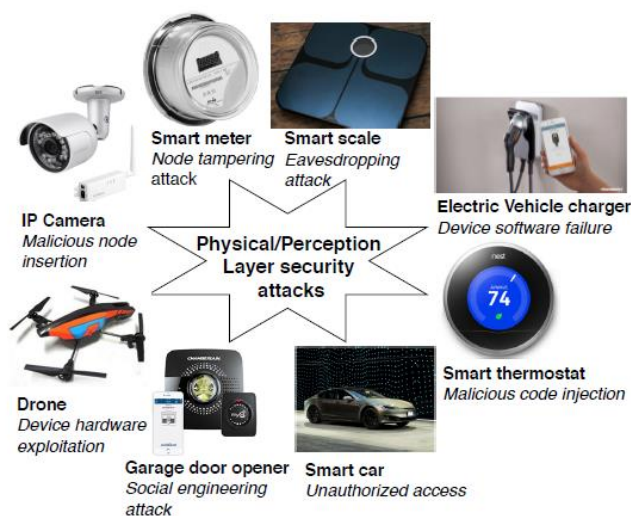 Smart meter
Node tampering
attack
Smart scale
Eavesdropping
attack
IP Camera
Malicious node
insertion
Electric Vehicle charger
Device software failure
Physical/Perception
Layer security
attacks
nest
74
Smart thermostat
Malicious code injection
Drone
Device hardware
exploitation
CHAMBERLAIN
Garage door opener
Social engineering
attack
Smart car
Unauthorized access